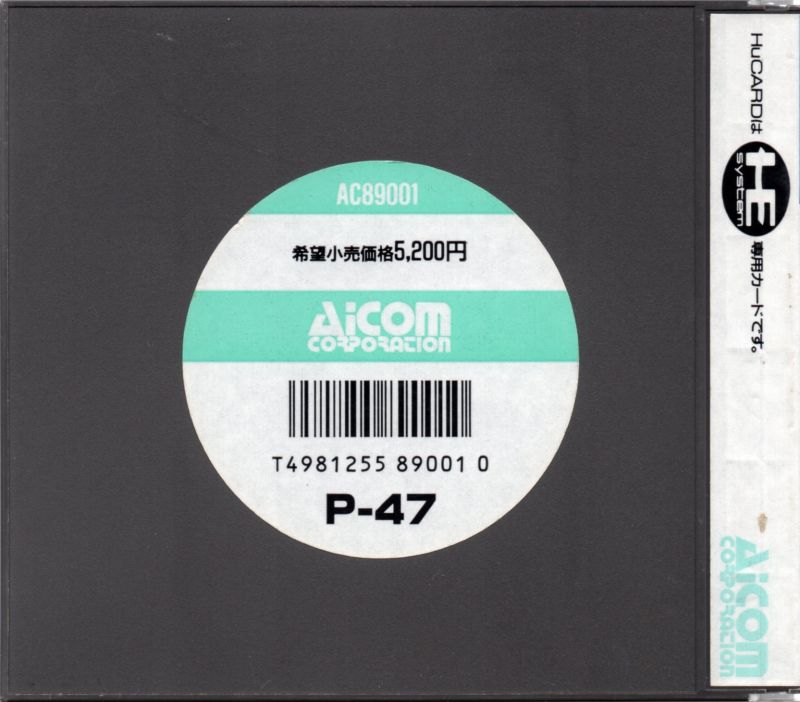 AC89001
希望小売価格5,200円
AiCOM
CORPORATION
T4981255 89001 0
P-47
HuCARDは
HE
system
専用カードです。
AiCOM
CORPORATION